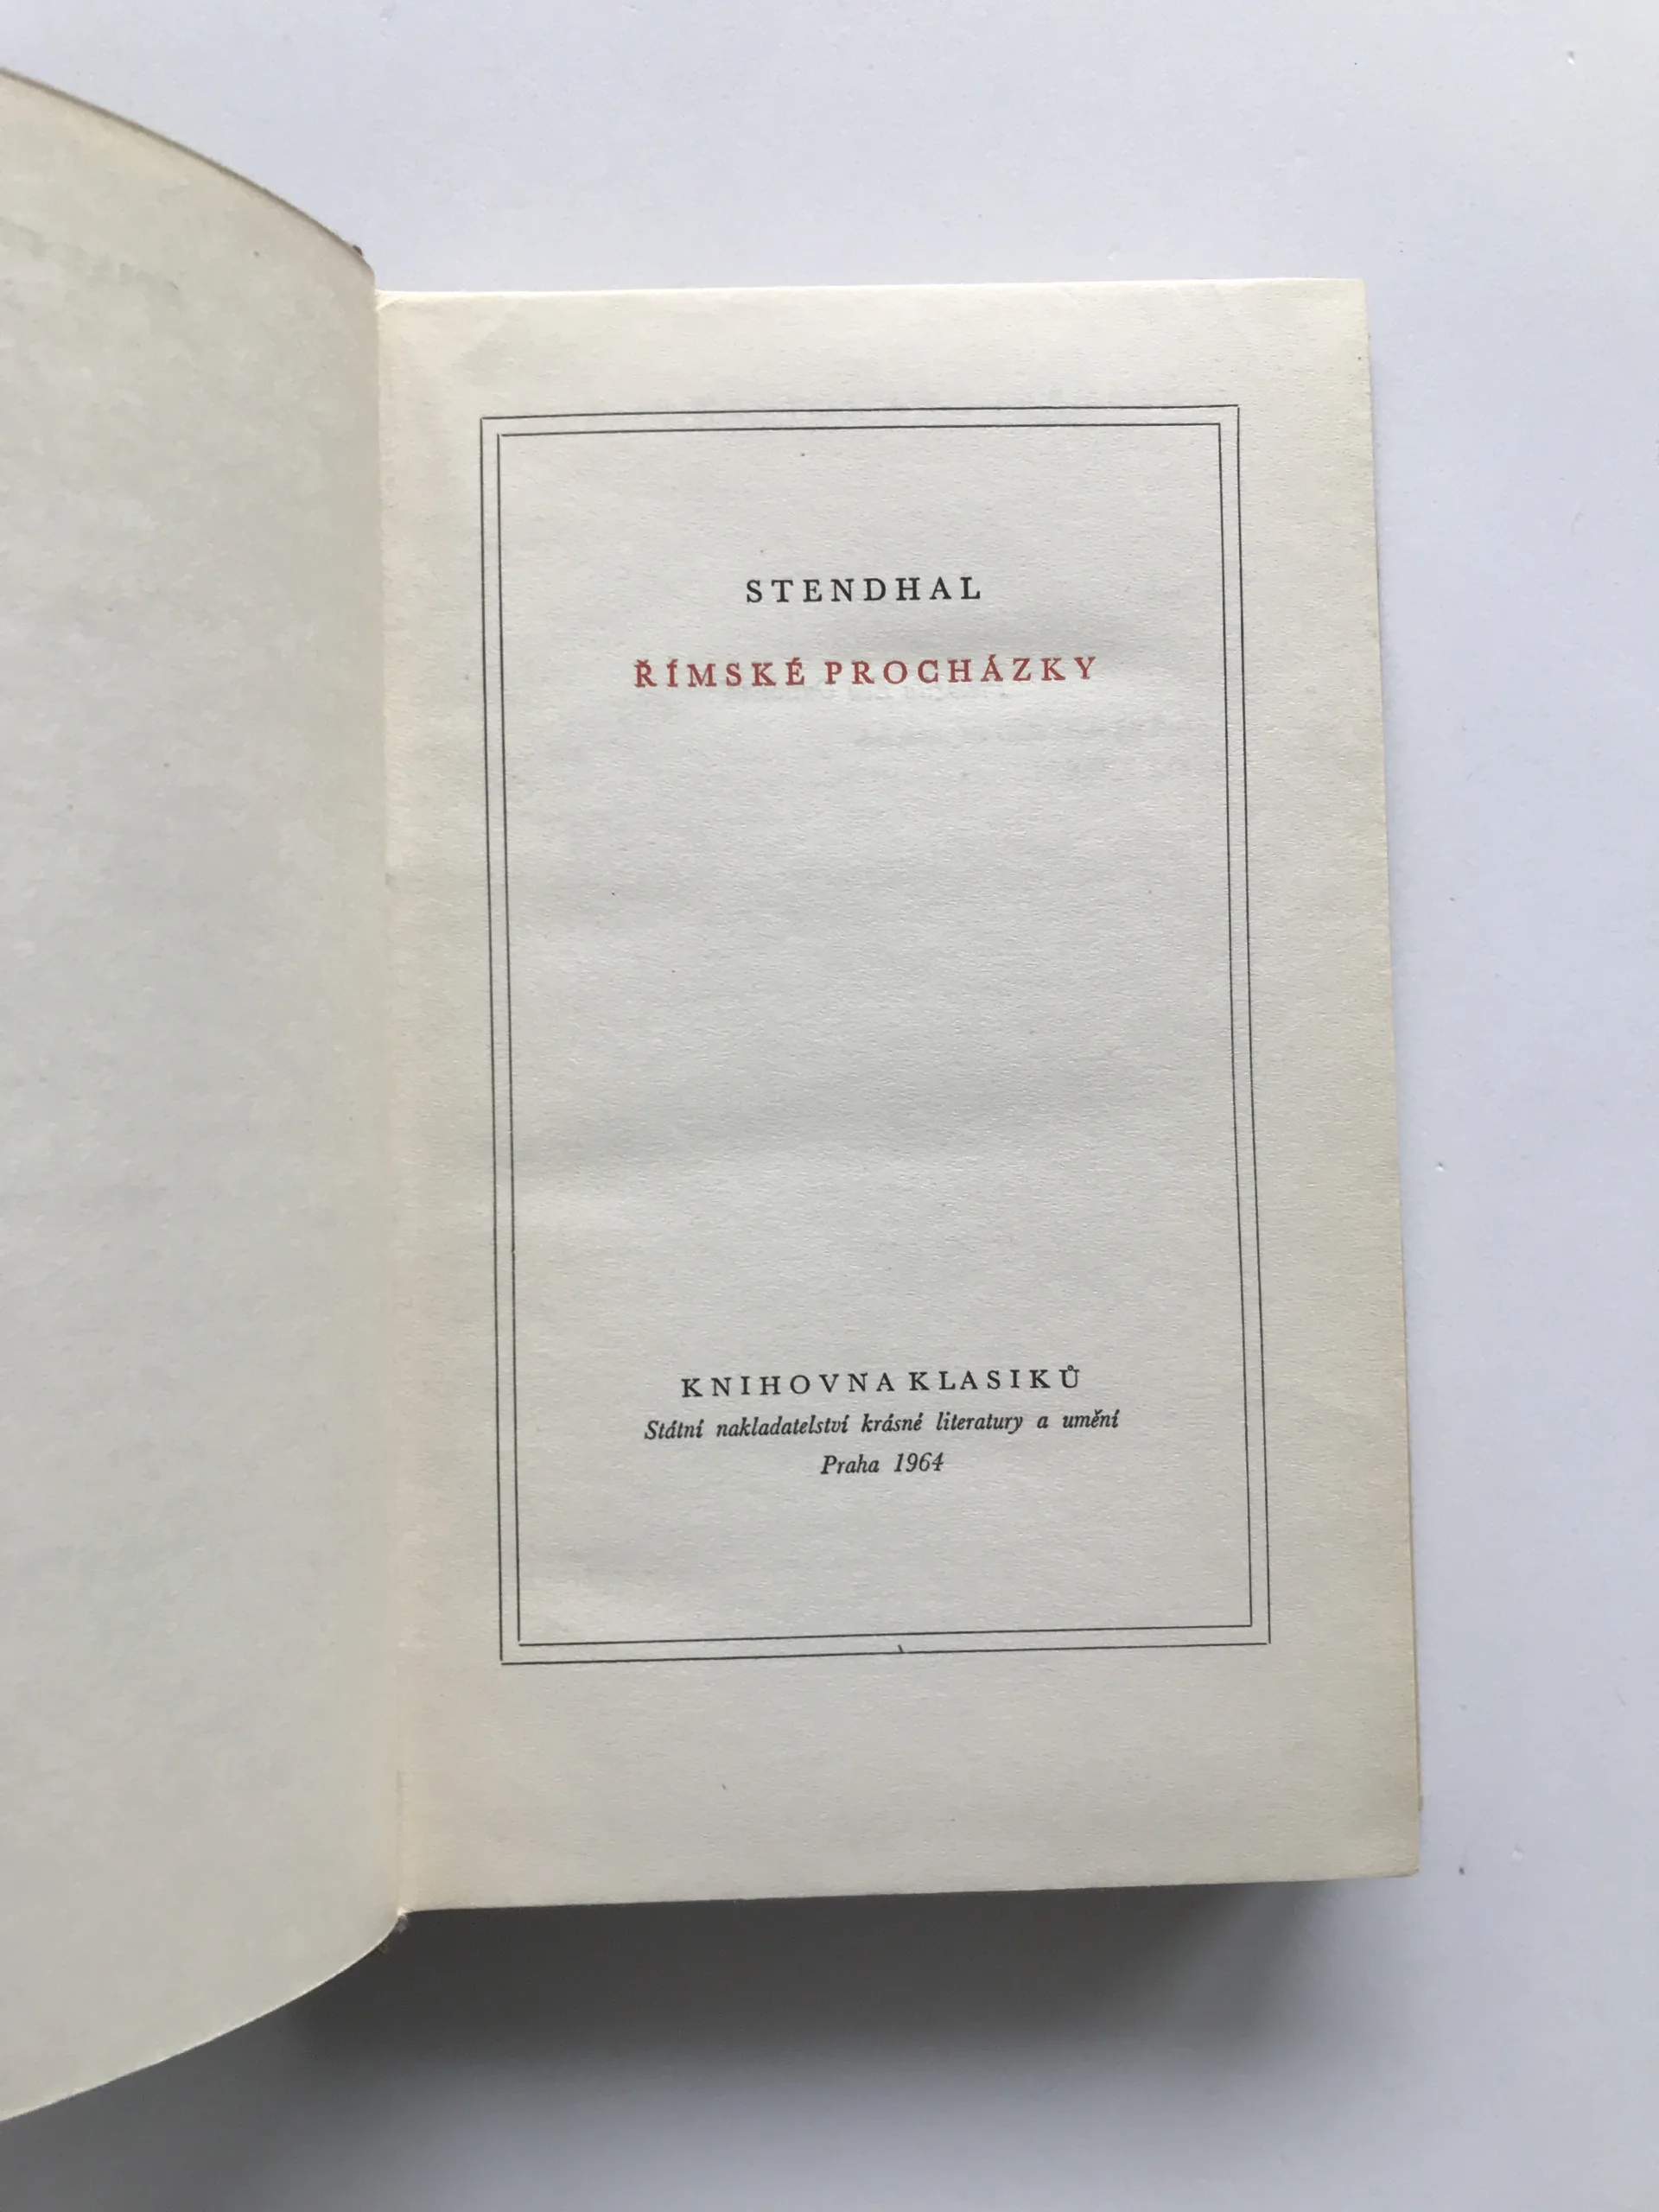 STENDHAL
ŘÍMSKÉ PROCHÁZKY
KNIHOVNA KLASIKŮ
Státní nakladatelství krásné literatury a umění
Praha 1964